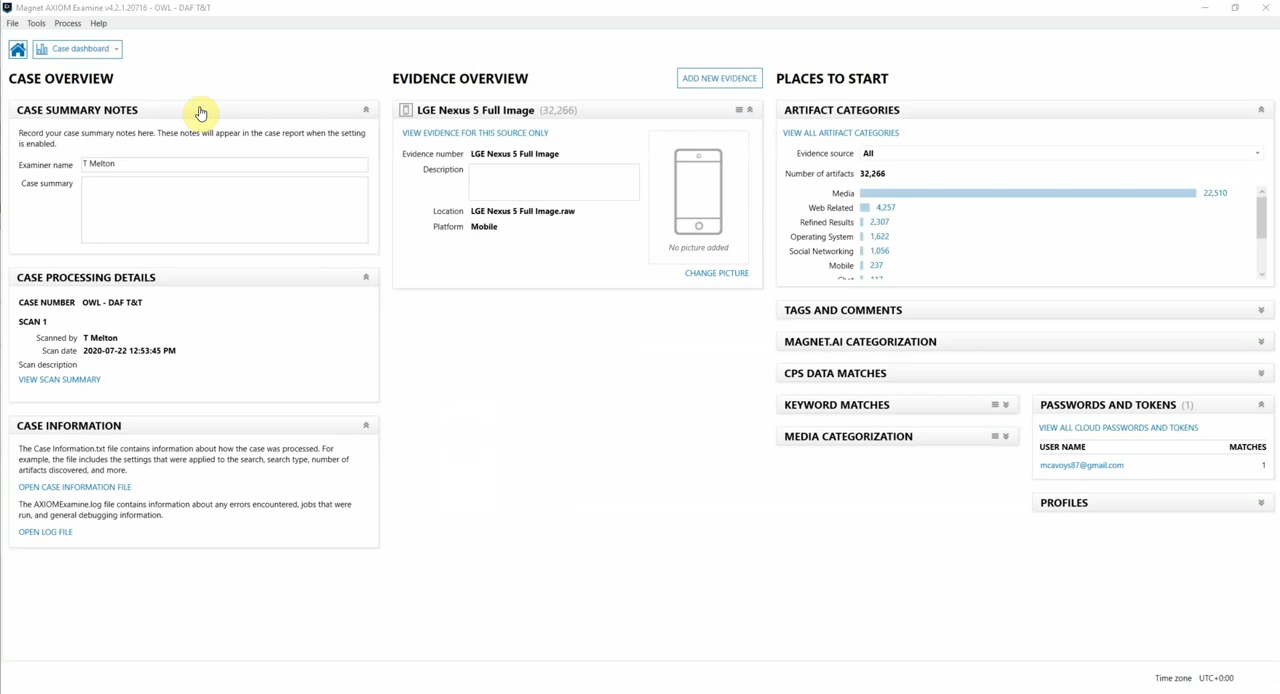 Magnet AXIOM Examine v4.2.1.20716 - OWL - DAF T&T
File Tools Process Help
Case dashboard
CASE OVERVIEW
CASE SUMMARY NOTES
Record your case summary notes here. These notes will appear in the case report when the setting
is enabled.
Examiner name T Melton
Case summary
CASE PROCESSING DETAILS
CASE NUMBER OWL - DAF T&T
SCAN 1
Scanned by T Melton
Scan date 2020-07-22 12:53:45 PM
Scan description
VIEW SCAN SUMMARY
CASE INFORMATION
The Case Information.txt file contains information about how the case was processed. For
example, the file includes the settings that were applied to the search, search type, number of
artifacts discovered, and more.
OPEN CASE INFORMATION FILE
The AXIOMExamine.log file contains information about any errors encountered, jobs that were
run, and general debugging information.
OPEN LOG FILE
EVIDENCE OVERVIEW
ADD NEW EVIDENCE
LGE Nexus 5 Full Image (32,266)
VIEW EVIDENCE FOR THIS SOURCE ONLY
Evidence number LGE Nexus 5 Full Image
Description
Location LGE Nexus 5 Full Image.raw
Platform Mobile
No picture added
CHANGE PICTURE
PLACES TO START
ARTIFACT CATEGORIES
VIEW ALL ARTIFACT CATEGORIES
Evidence source All
Number of artifacts 32,266
Media 22,510
Web Related 4,257
Refined Results 2,307
Operating System 1,622
Social Networking 1,056
Mobile 237
TAGS AND COMMENTS
MAGNET.AI CATEGORIZATION
CPS DATA MATCHES
KEYWORD MATCHES
MEDIA CATEGORIZATION
PASSWORDS AND TOKENS (1)
VIEW ALL CLOUD PASSWORDS AND TOKENS
USER NAME MATCHES
mcavoys87@gmail.com 1
PROFILES
Time zone UTC+0:00